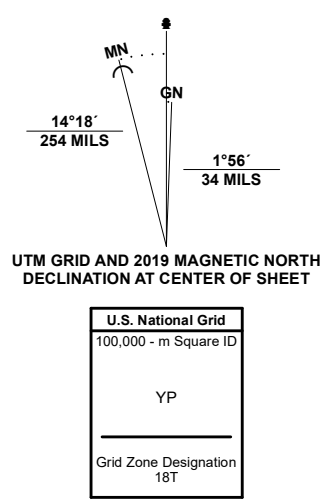 MN
GN
14°18´
254 MILS
1°56´
34 MILS
UTM GRID AND 2019 MAGNETIC NORTH
DECLINATION AT CENTER OF SHEET
U.S. National Grid
100,000 - m Square ID
YP
Grid Zone Designation
18T